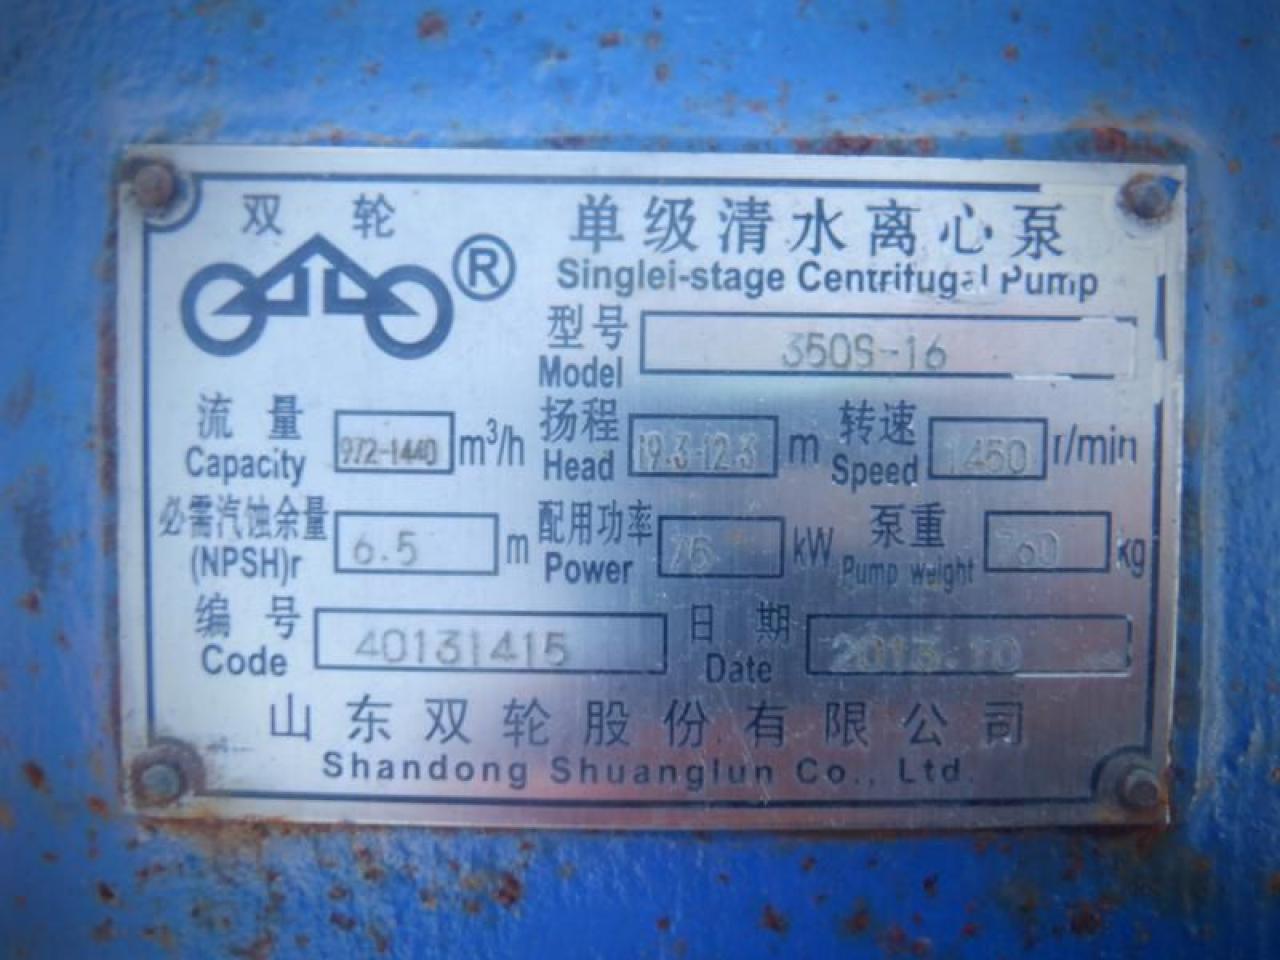 双轮
®
单级清水离心泵
Singlei-stage Centrifugal Pump
型号 Model 350S-16
流量 Capacity 972-1440 m³/h 扬程 Head 19.3-12.3 m 转速 Speed 1450 r/min
必需汽蚀余量 (NPSH)r 6.5 m 配用功率 Power 75 kW 泵重 Pump weight 760 kg
编号 Code 40131415 日期 Date 2013.10
山东双轮股份有限公司
Shandong Shuanglun Co., Ltd.